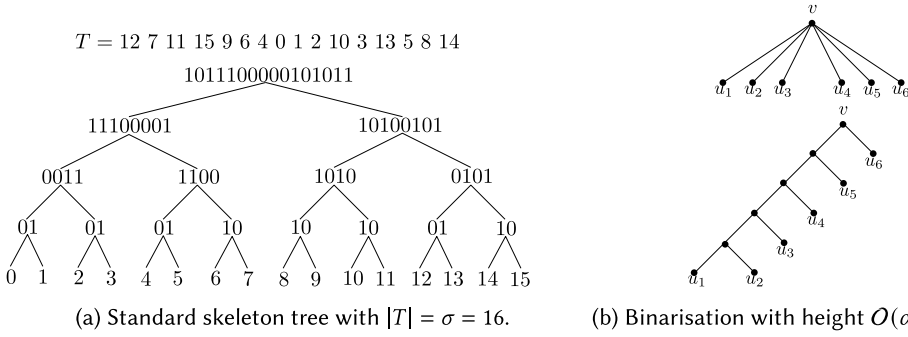 T = 12 7 11 15 9 6 4 0 1 2 10 3 13 5 8 14
1011100000101011
11100001 10100101
0011 1100 1010 0101
01 01 01 10 10 10 01 10
0 1 2 3 4 5 6 7 8 9 10 11 12 13 14 15
(a) Standard skeleton tree with |T| = σ = 16.
v
u1 u2 u3 u4 u5 u6
v
u6
u5
u4
u3
u1 u2
(b) Binarisation with height O(